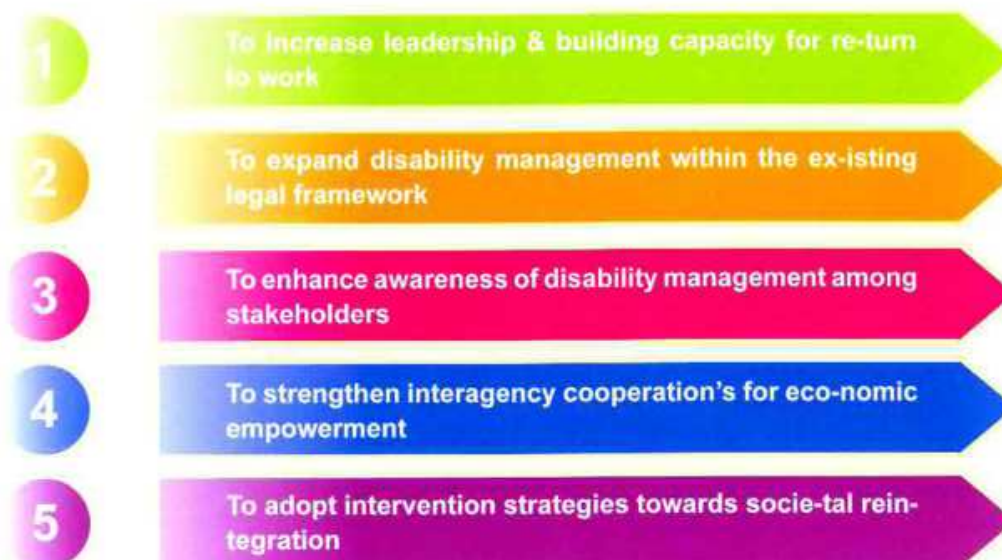 1
To increase leadership & building capacity for re-turn
to work
2
To expand disability management within the ex-isting
legal framework
3
To enhance awareness of disability management among
stakeholders
4
To strengthen interagency cooperation's for eco-nomic
empowerment
5
To adopt intervention strategies towards socie-tal rein-
tegration